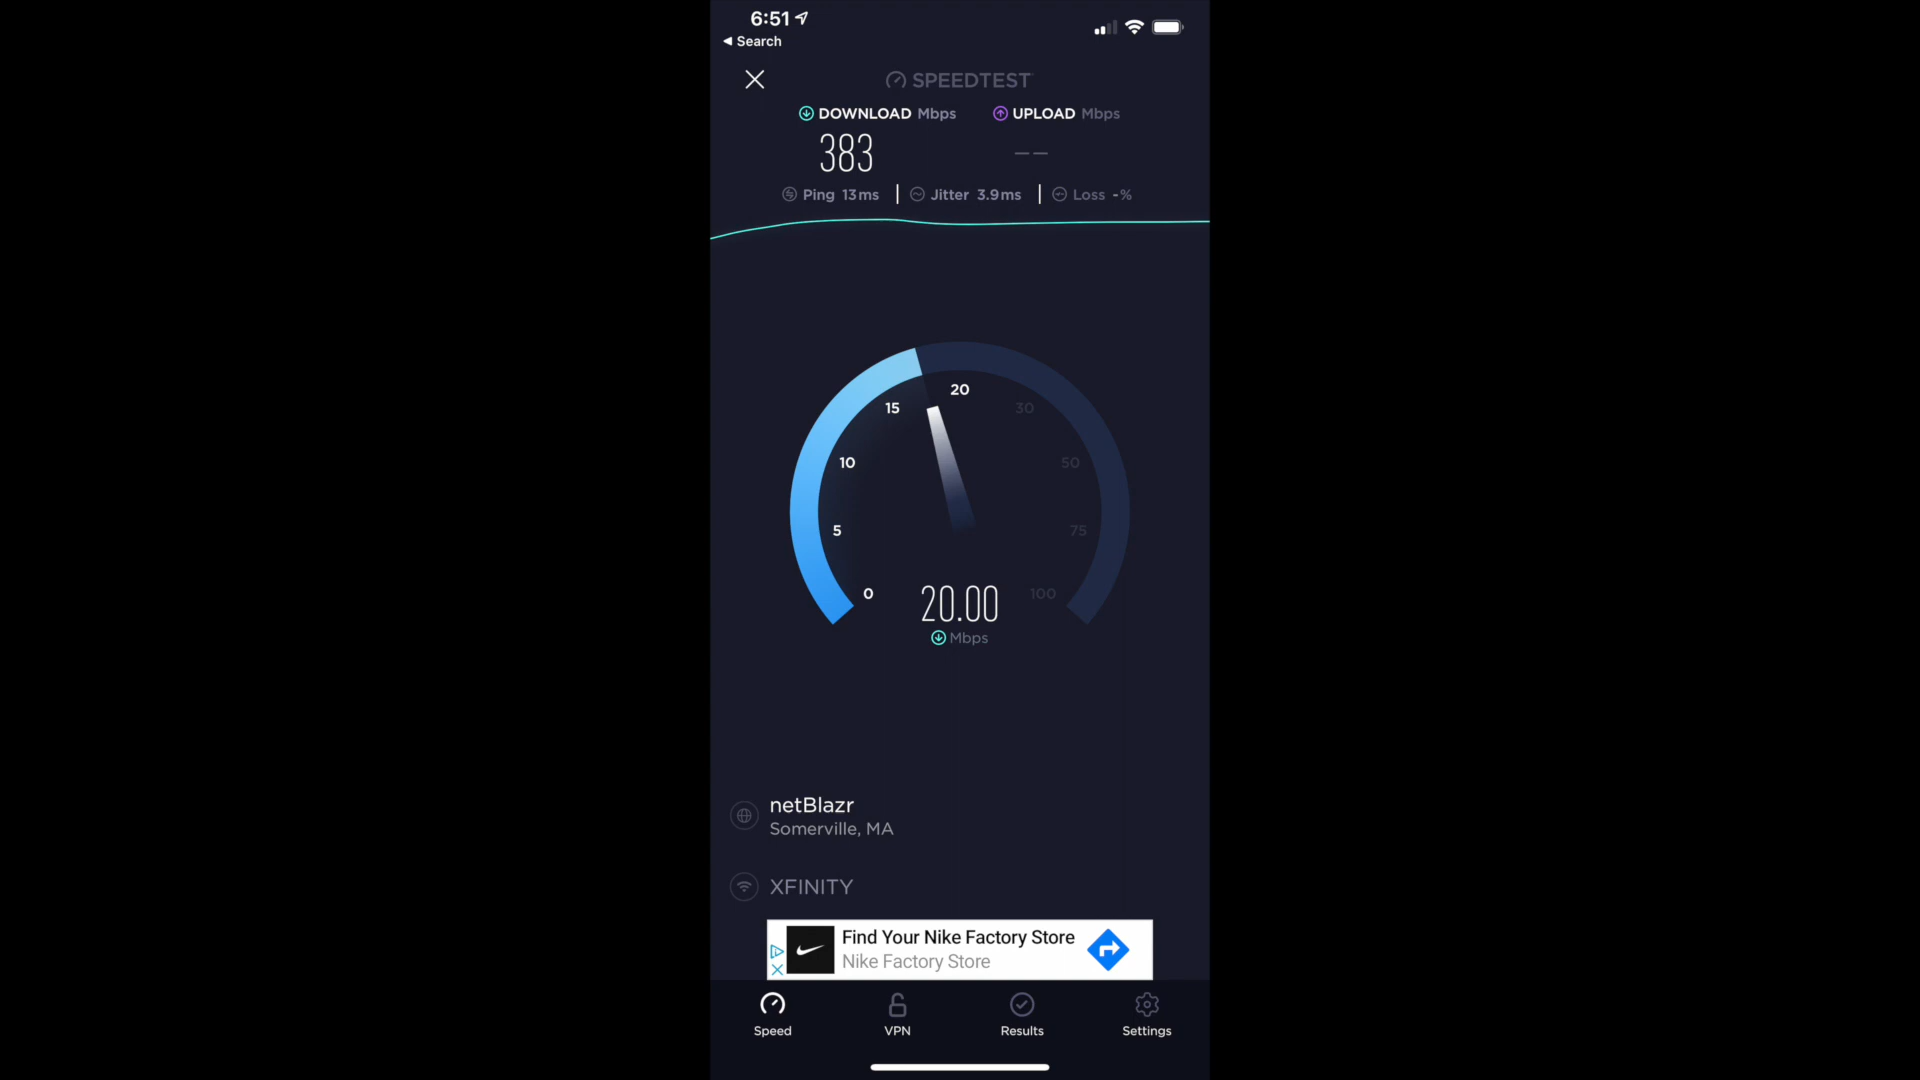 6:51
Search
SPEEDTEST
DOWNLOAD Mbps
UPLOAD Mbps
383
——
Ping 13ms
Jitter 3.9ms
Loss -%
0
5
10
15
20
30
50
75
100
20.00
Mbps
netBlazr
Somerville, MA
XFINITY
Find Your Nike Factory Store
Nike Factory Store
Speed
VPN
Results
Settings